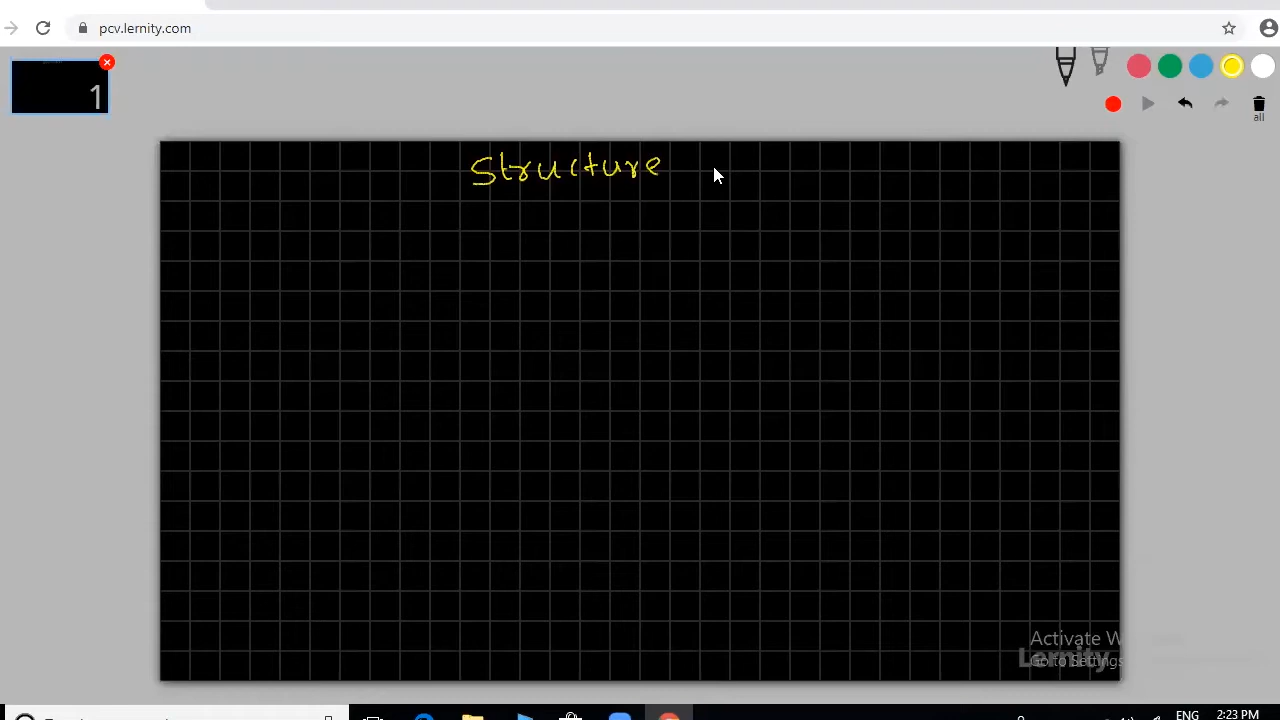 pcv.lernity.com
1
all
Structure
Activate W
Lernity
Go to Settings
ENG
2:23 PM